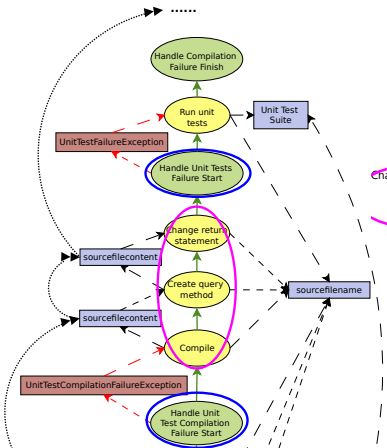 ......
Handle Compilation
Failure Finish
Run unit
tests
Unit Test
Suite
UnitTestFailureException
Handle Unit Tests
Failure Start
Cha
Change return
statement
sourcefilecontent
Create query
method
sourcefilename
sourcefilecontent
Compile
UnitTestCompilationFailureException
Handle Unit
Test Compilation
Failure Start